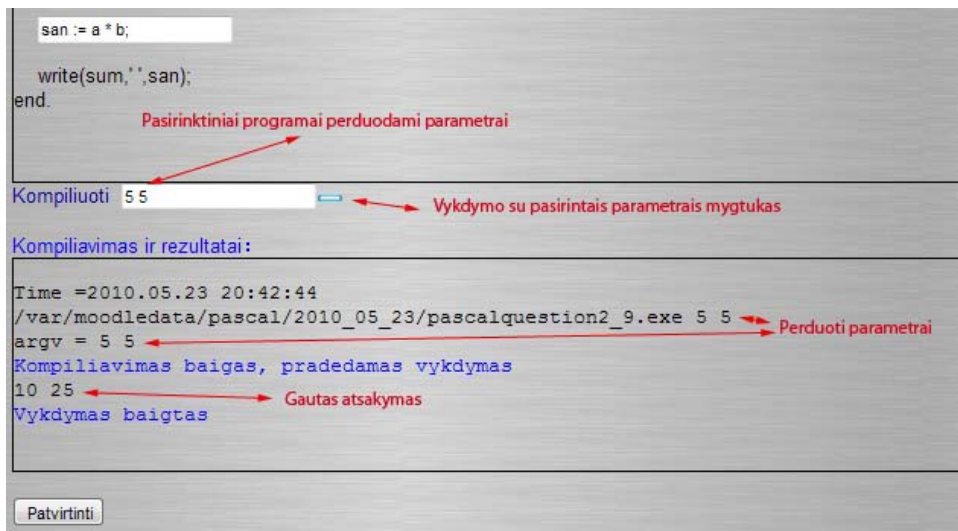 san := a * b;
write(sum,' ',san);
end.
Pasirinktiniai programai perduodami parametrai
Kompiliuoti 5 5
Vykdymo su pasirintais parametrais mygtukas
Kompiliavimas ir rezultatai:
Time =2010.05.23 20:42:44
/var/moodledata/pascal/2010_05_23/pascalquestion2_9.exe 5 5
Perduoti parametrai
argv = 5 5
Kompiliavimas baigas, pradedamas vykdymas
10 25
Gautas atsakymas
Vykdymas baigtas
Patvirtinti